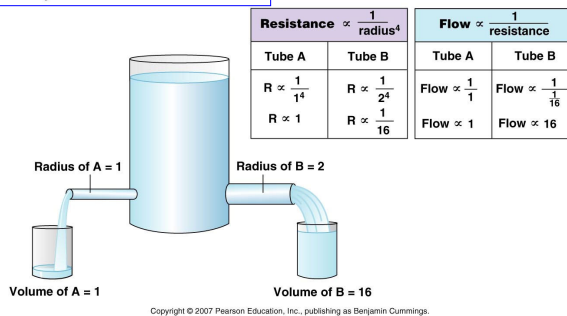 Resistance ∝ 1/radius⁴
Flow ∝ 1/resistance
Tube A Tube B
Tube A Tube B
R ∝ 1/1⁴ R ∝ 1/2⁴
Flow ∝ 1/1 Flow ∝ 1/(1/16)
R ∝ 1 R ∝ 1/16
Flow ∝ 1 Flow ∝ 16
Radius of A = 1
Radius of B = 2
Volume of A = 1
Volume of B = 16
Copyright © 2007 Pearson Education, Inc., publishing as Benjamin Cummings.